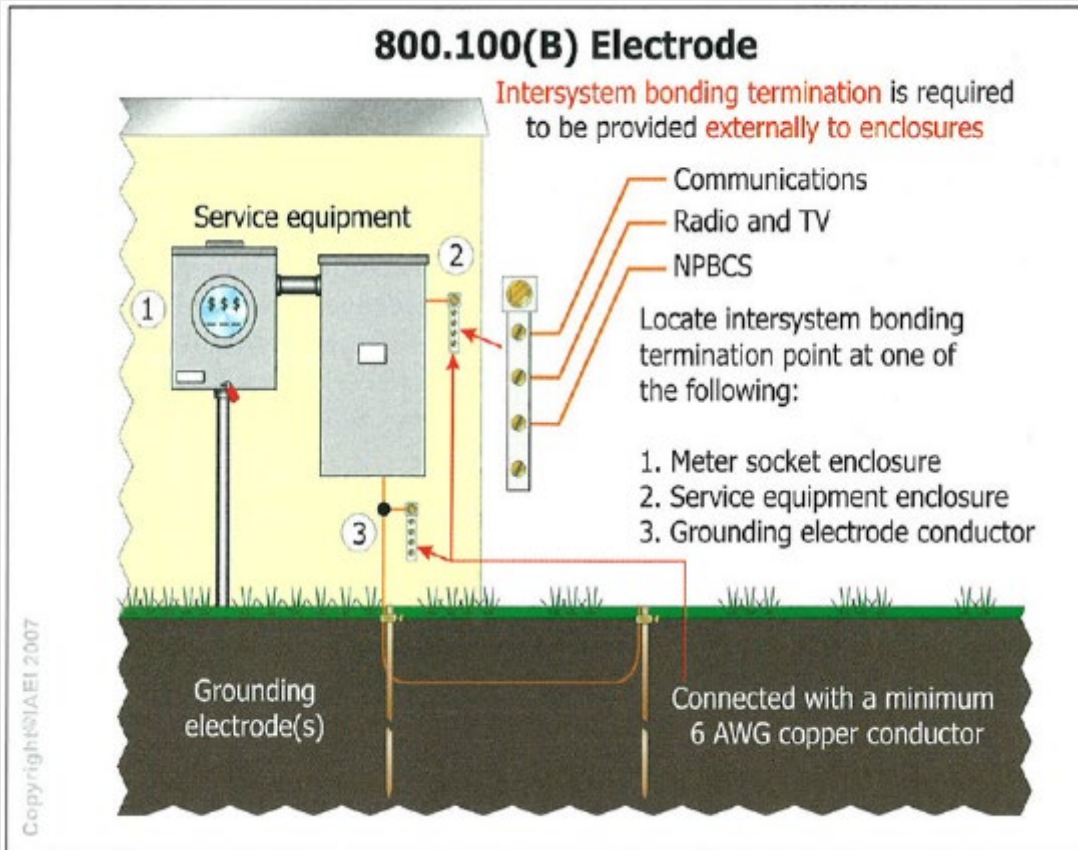 800.100(B) Electrode
Intersystem bonding termination is required
to be provided externally to enclosures
Communications
Radio and TV
NPBCS
Service equipment
2
1
$ $ $
Locate intersystem bonding
termination point at one of
the following:
1. Meter socket enclosure
2. Service equipment enclosure
3. Grounding electrode conductor
3
Grounding
electrode(s)
Connected with a minimum
6 AWG copper conductor
Copyright©IAEI 2007